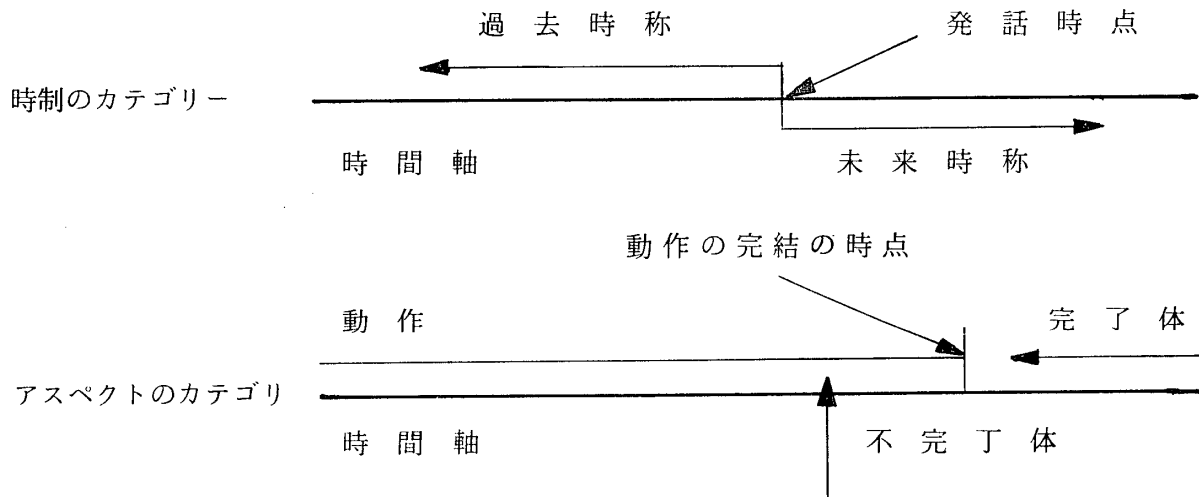 過去時称 発話時点
時制のカテゴリー
時間軸 未来時称
動作の完結の時点
動作 完了体
アスペクトのカテゴリ
時間軸 不完丁体